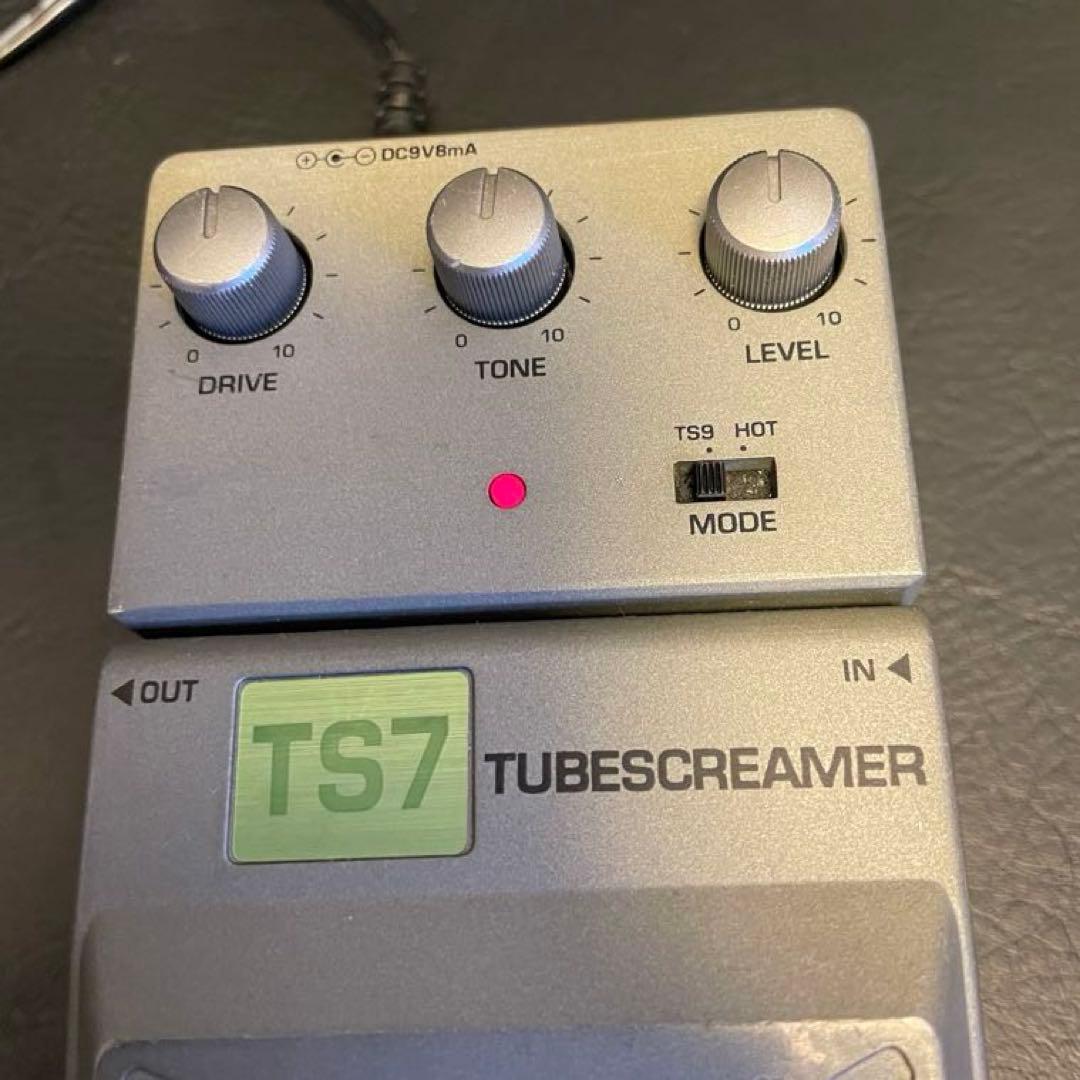 DC9V8mA
0 10
DRIVE
0 10
TONE
0 10
LEVEL
TS9 HOT
MODE
OUT
IN
TS7
TUBESCREAMER